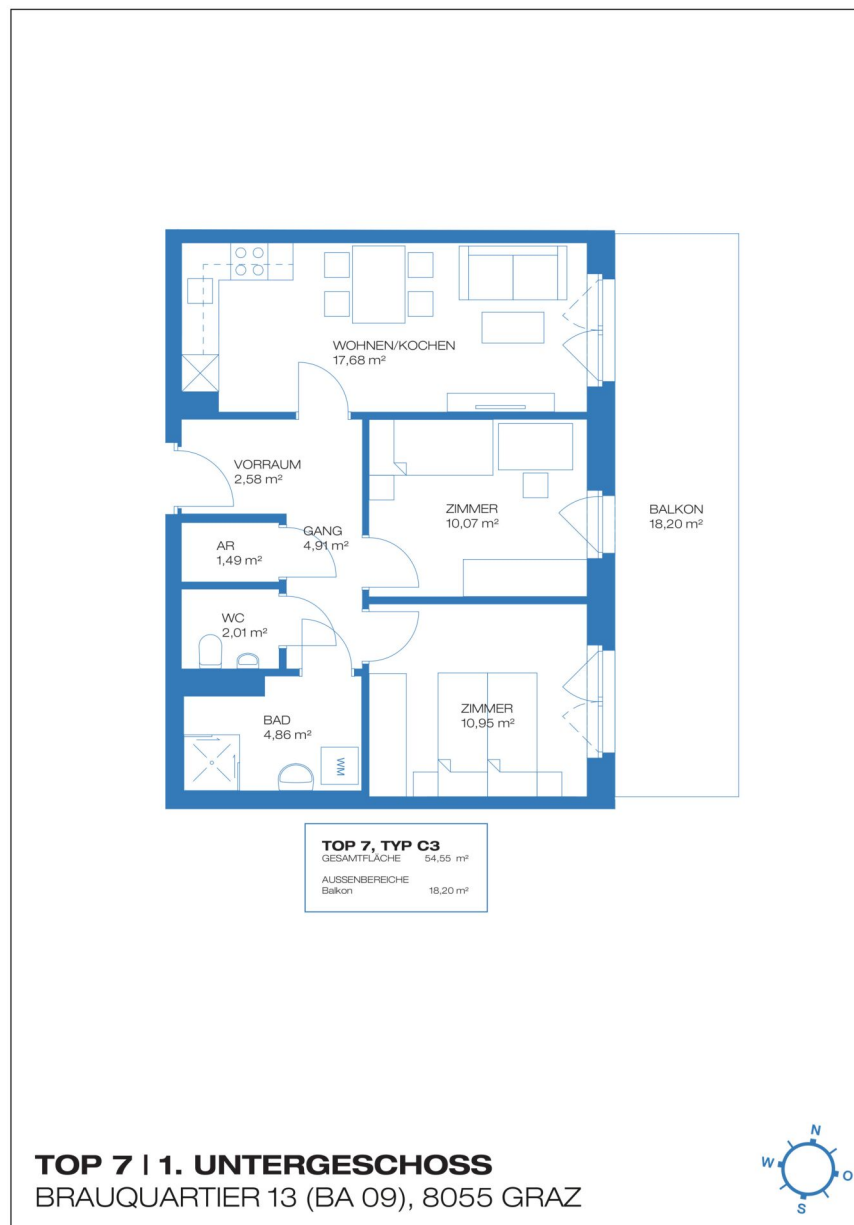 WOHNEN/KOCHEN
17,68 m²
VORRAUM
2,58 m²
ZIMMER
10,07 m²
BALKON
18,20 m²
GANG
4,91 m²
AR
1,49 m²
WC
2,01 m²
ZIMMER
10,95 m²
BAD
4,86 m²
WM
TOP 7, TYP C3
GESAMTFLÄCHE 54,55 m²
AUSSENBEREICHE
Balkon 18,20 m²
TOP 7 | 1. UNTERGESCHOSS
BRAUQUARTIER 13 (BA 09), 8055 GRAZ
N
W
O
S